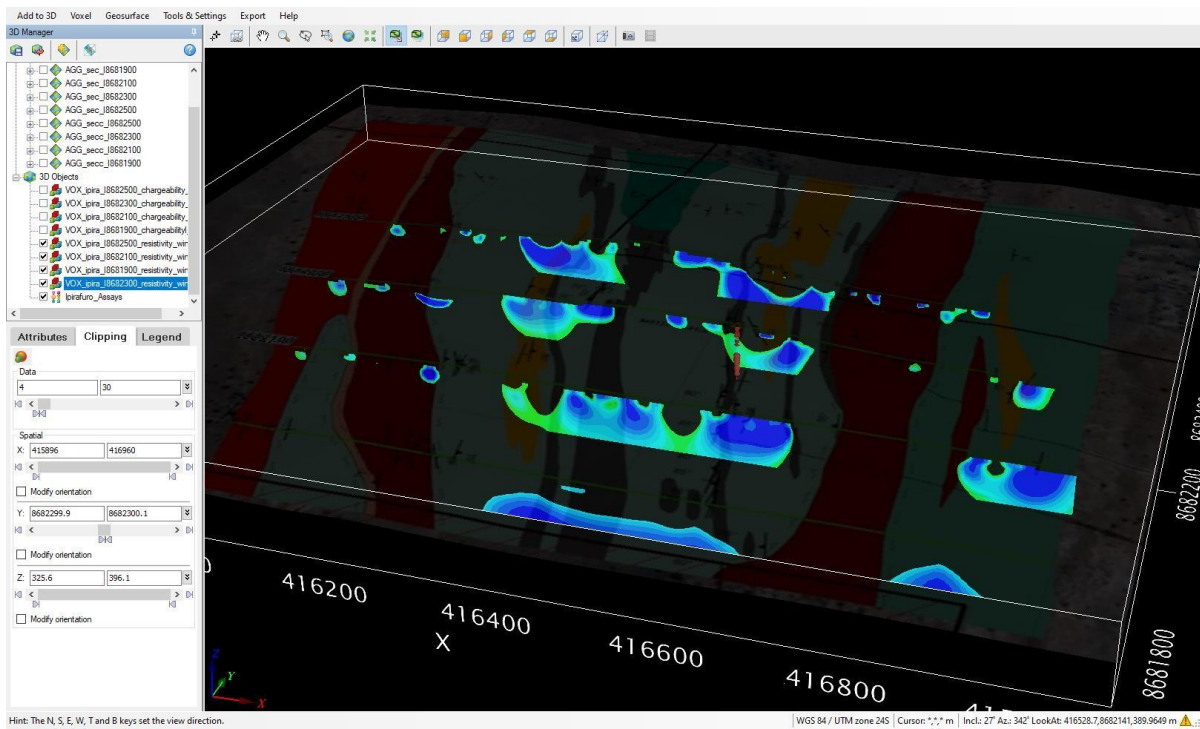 Add to 3D Voxel Geosurface Tools & Settings Export Help
3D Manager
AGG_sec_l8681900
AGG_sec_l8682100
AGG_sec_l8682300
AGG_sec_l8682500
AGG_secc_l8682500
AGG_secc_l8682300
AGG_secc_l8682100
AGG_secc_l8681900
3D Objects
VOX_ipira_l8682500_chargeability_
VOX_ipira_l8682300_chargeability_
VOX_ipira_l8682100_chargeability_
VOX_ipira_l8681900_chargeabilityl
VOX_ipira_l8682500_resistivity_wir
VOX_ipira_l8682100_resistivity_wir
VOX_ipira_l8681900_resistivity_wir
VOX_ipira_l8682300_resistivity_wir
Ipirafuro_Assays
Attributes Clipping Legend
Data
4 30
Spatial
X: 415896 416960
Modify orientation
Y: 8682299.9 8682300.1
Modify orientation
Z: 325.6 396.1
Modify orientation
416200
416400
416600
416800
X
8682200
8681800
Z
Y
X
Hint: The N, S, E, W, T and B keys set the view direction.
WGS 84 / UTM zone 24S Cursor: *,*,* m Incl.: 27° Az.: 342° LookAt: 416528.7,8682141,389.9649 m